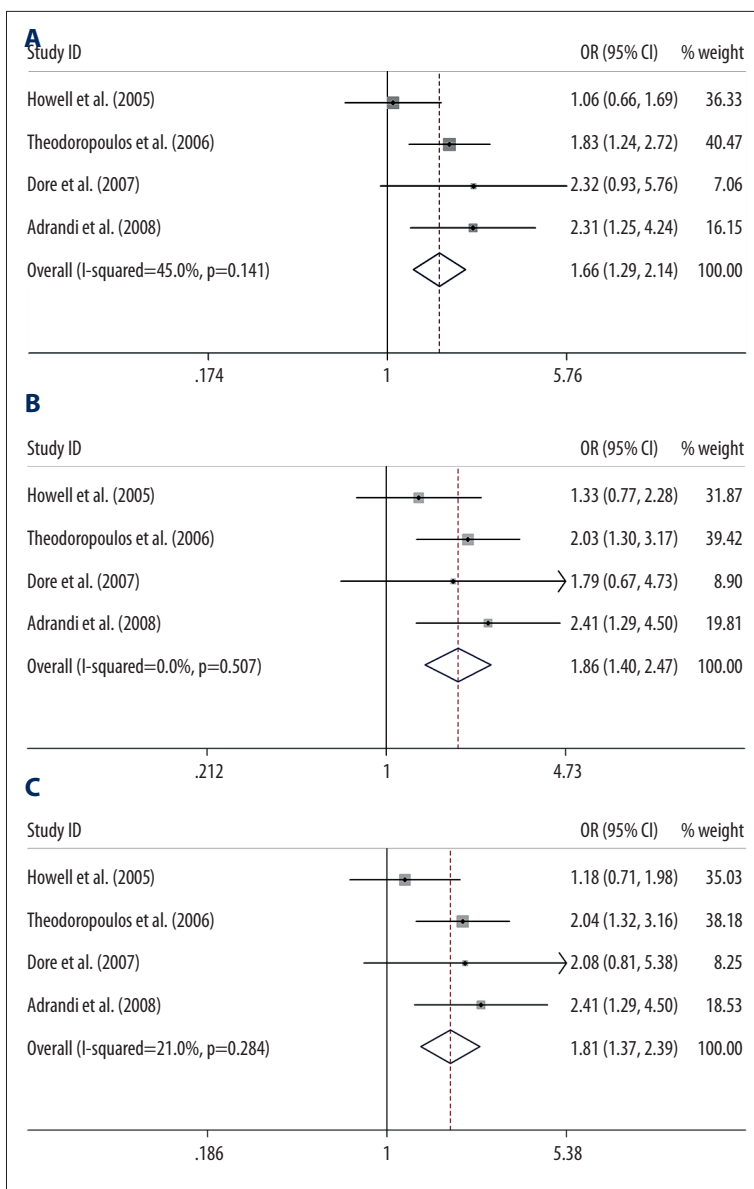 A
Study ID OR (95% CI) % weight
Howell et al. (2005) 1.06 (0.66, 1.69) 36.33
Theodoropoulos et al. (2006) 1.83 (1.24, 2.72) 40.47
Dore et al. (2007) 2.32 (0.93, 5.76) 7.06
Adrandi et al. (2008) 2.31 (1.25, 4.24) 16.15
Overall (I-squared=45.0%, p=0.141) 1.66 (1.29, 2.14) 100.00
.174 1 5.76
B
Study ID OR (95% CI) % weight
Howell et al. (2005) 1.33 (0.77, 2.28) 31.87
Theodoropoulos et al. (2006) 2.03 (1.30, 3.17) 39.42
Dore et al. (2007) 1.79 (0.67, 4.73) 8.90
Adrandi et al. (2008) 2.41 (1.29, 4.50) 19.81
Overall (I-squared=0.0%, p=0.507) 1.86 (1.40, 2.47) 100.00
.212 1 4.73
C
Study ID OR (95% CI) % weight
Howell et al. (2005) 1.18 (0.71, 1.98) 35.03
Theodoropoulos et al. (2006) 2.04 (1.32, 3.16) 38.18
Dore et al. (2007) 2.08 (0.81, 5.38) 8.25
Adrandi et al. (2008) 2.41 (1.29, 4.50) 18.53
Overall (I-squared=21.0%, p=0.284) 1.81 (1.37, 2.39) 100.00
.186 1 5.38